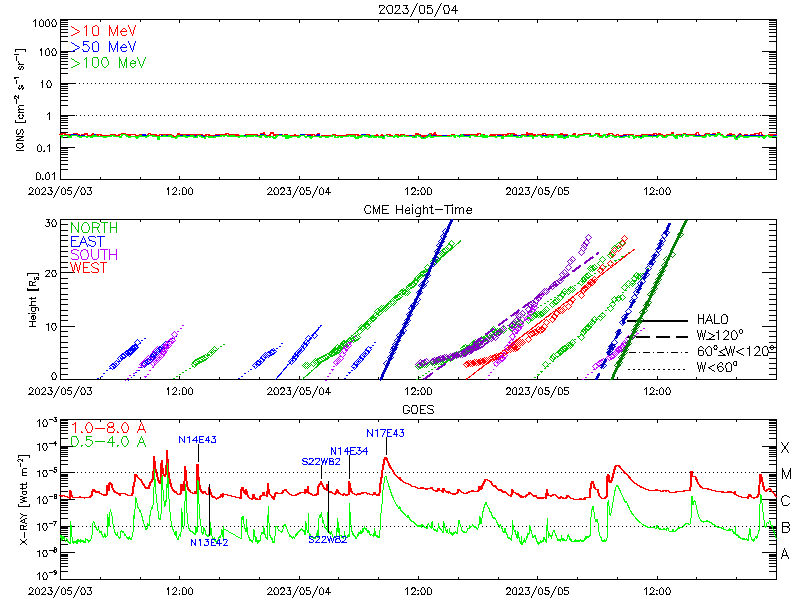 2023/05/04
1000
100
10
1
0.1
0.01
IONS [cm⁻² s⁻¹ sr⁻¹]
>10 MeV
>50 MeV
>100 MeV
2023/05/03 12:00 2023/05/04 12:00 2023/05/05 12:00
CME Height-Time
30
20
10
0
Height [Rs]
NORTH
EAST
SOUTH
WEST
HALO
W≥120°
60°≤W<120°
W<60°
2023/05/03 12:00 2023/05/04 12:00 2023/05/05 12:00
GOES
10⁻³
10⁻⁴
10⁻⁵
10⁻⁶
10⁻⁷
10⁻⁸
10⁻⁹
X-RAY [Watt m⁻²]
1.0-8.0 A
0.5-4.0 A
N14E43
N13E42
S22W82
S22W82
N14E34
N17E43
X
M
C
B
A
2023/05/03 12:00 2023/05/04 12:00 2023/05/05 12:00